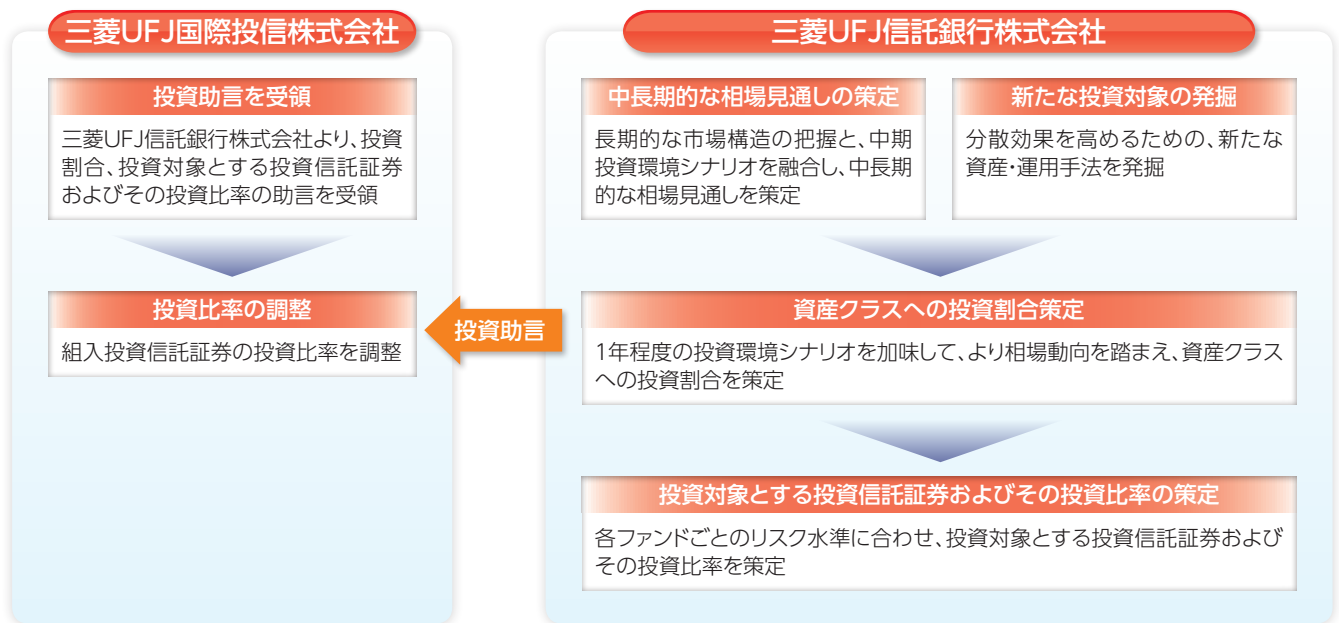 三菱UFJ国際投信株式会社
投資助言を受領
三菱UFJ信託銀行株式会社より、投資
割合、投資対象とする投資信託証券
およびその投資比率の助言を受領
投資比率の調整
組入投資信託証券の投資比率を調整
投資助言
三菱UFJ信託銀行株式会社
中長期的な相場見通しの策定
長期的な市場構造の把握と、中期
投資環境シナリオを融合し、中長期
的な相場見通しを策定
新たな投資対象の発掘
分散効果を高めるための、新たな
資産・運用手法を発掘
資産クラスへの投資割合策定
1年程度の投資環境シナリオを加味して、より相場動向を踏まえ、資産クラス
への投資割合を策定
投資対象とする投資信託証券およびその投資比率の策定
各ファンドごとのリスク水準に合わせ、投資対象とする投資信託証券および
その投資比率を策定